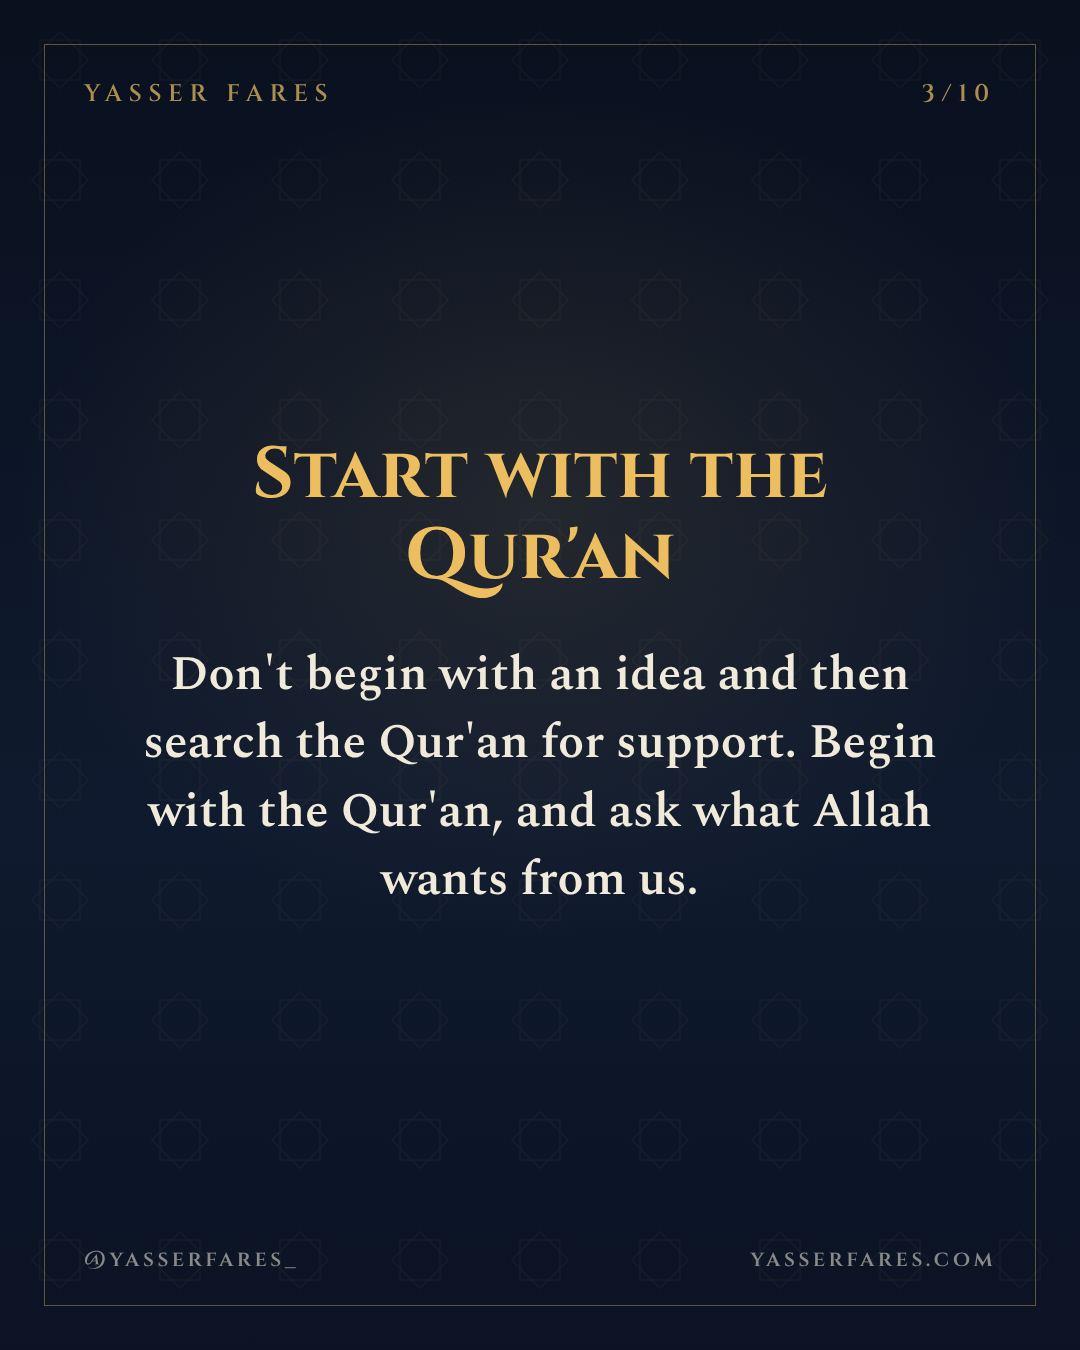 YASSER FARES
3/10
START WITH THE
QUR’AN
Don't begin with an idea and then
search the Qur'an for support. Begin
with the Qur'an, and ask what Allah
wants from us.
@YASSERFARES_
YASSERFARES.COM